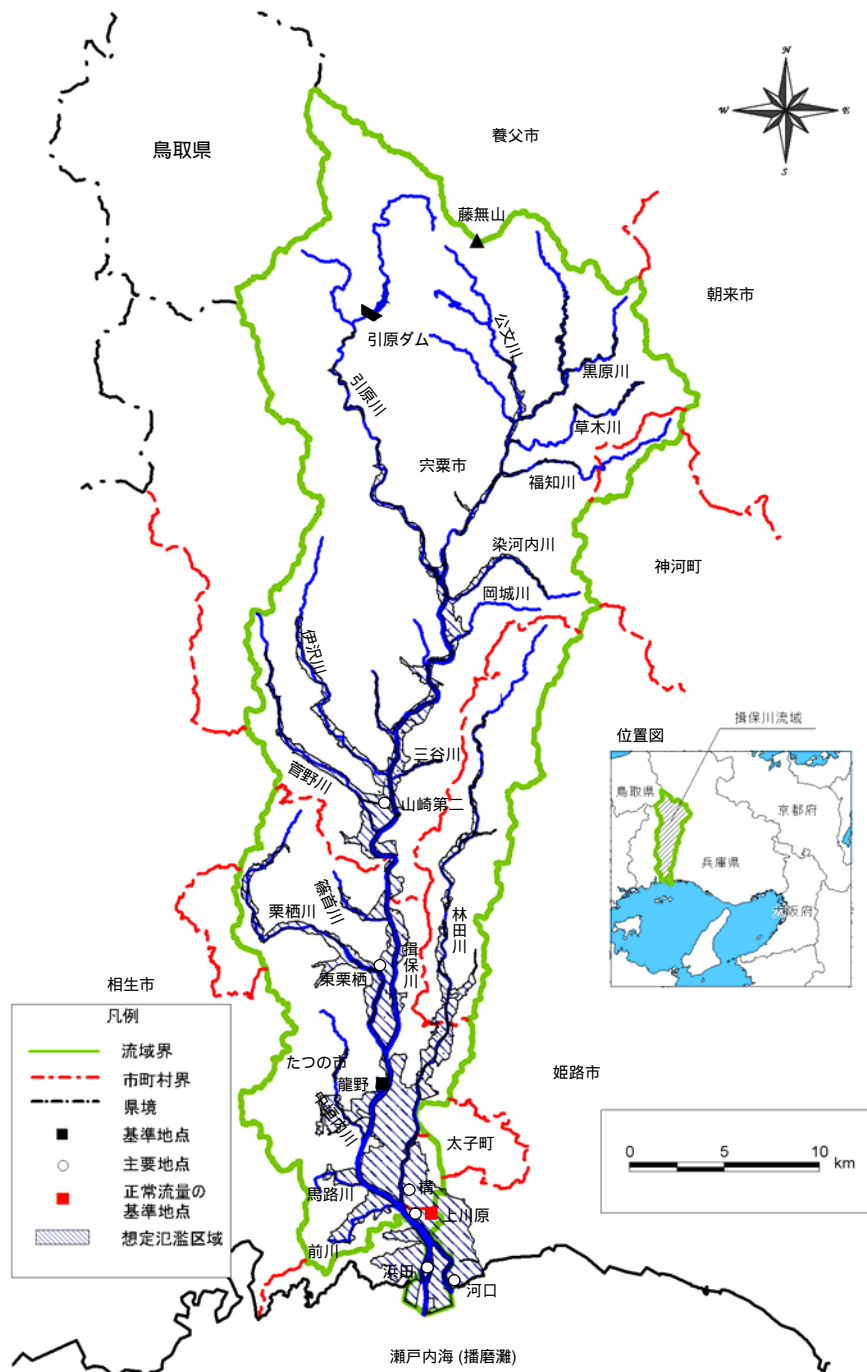 N
W
E
S
鳥取県
養父市
藤無山
朝来市
引原ダム
公文川
黒原川
引原川
草木川
宍粟市
福知川
染河内川
神河町
岡城川
伊沢川
三谷川
菅野川
山崎第二
位置図
揖保川流域
鳥取県
京都府
兵庫県
大阪府
篠首川
栗栖川
揖保川
林田川
東栗栖
相生市
たつの市
姫路市
龍野
太子町
馬路川
構
上川原
前川
浜田
河口
瀬戸内海 (播磨灘)
凡例
流域界
市町村界
県境
基準地点
主要地点
正常流量の
基準地点
想定氾濫区域
0 5 10
km